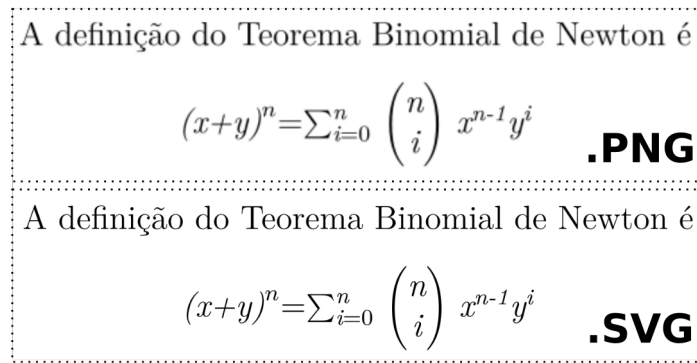 A definição do Teorema Binomial de Newton é
(x+y)^n=∑_{i=0}^n (n i) x^{n-1}y^i
.PNG
A definição do Teorema Binomial de Newton é
(x+y)^n=∑_{i=0}^n (n i) x^{n-1}y^i
.SVG